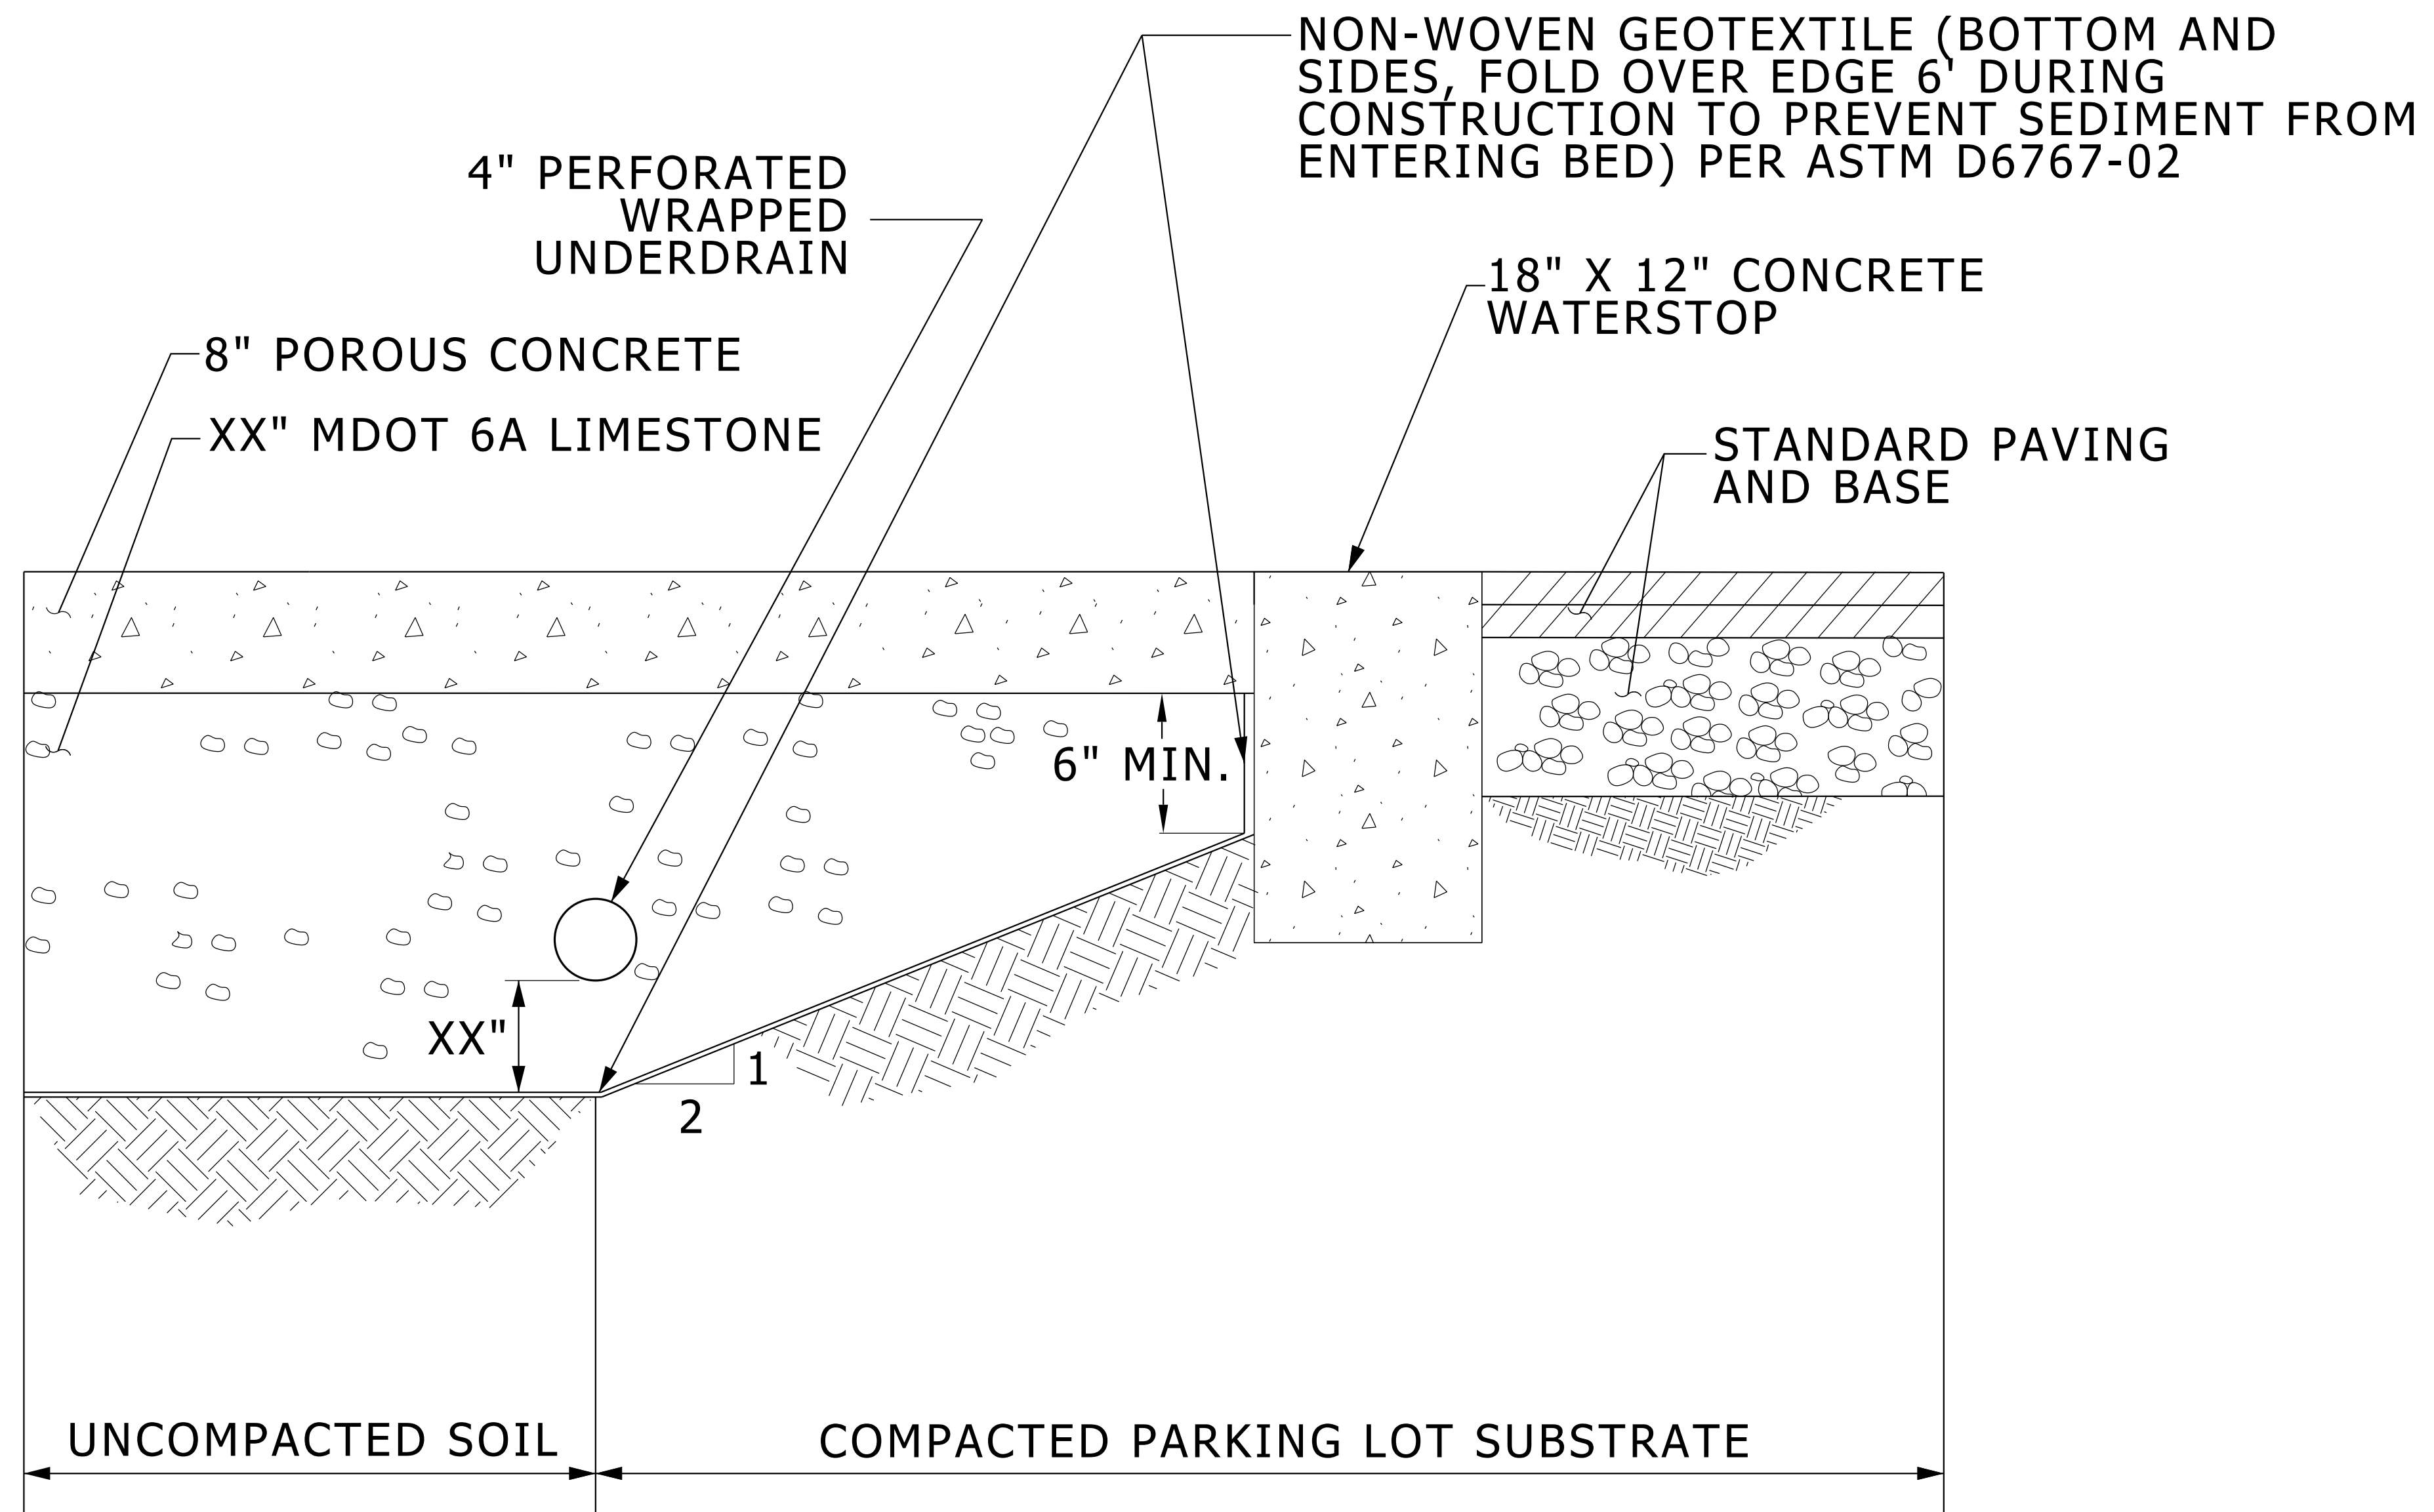 NON-WOVEN GEOTEXTILE (BOTTOM AND
SIDES, FOLD OVER EDGE 6' DURING
CONSTRUCTION TO PREVENT SEDIMENT FROM
ENTERING BED) PER ASTM D6767-02
4" PERFORATED
WRAPPED
UNDERDRAIN
18" X 12" CONCRETE
WATERSTOP
8" POROUS CONCRETE
XX" MDOT 6A LIMESTONE
STANDARD PAVING
AND BASE
6" MIN.
XX"
1
2
UNCOMPACTED SOIL
COMPACTED PARKING LOT SUBSTRATE